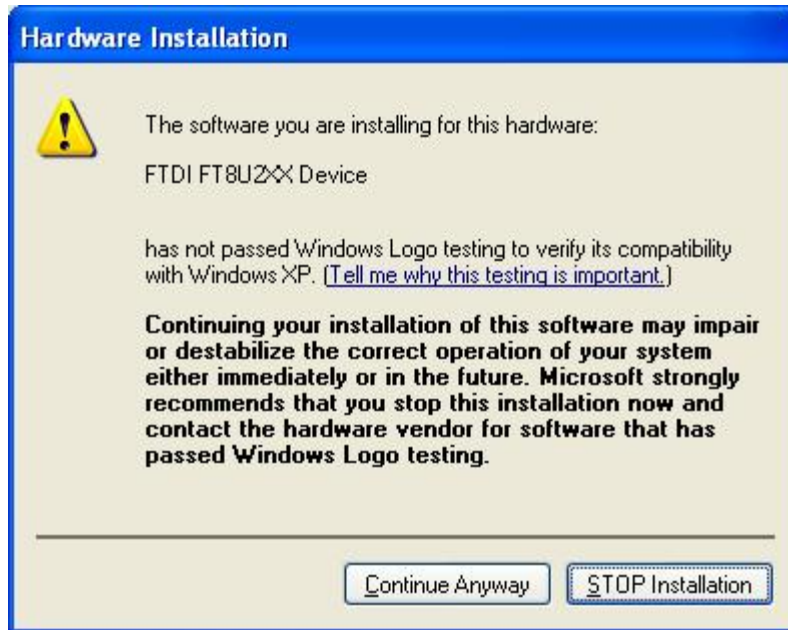 Hardware Installation
The software you are installing for this hardware:
FTDI FT8U2XX Device
has not passed Windows Logo testing to verify its compatibility
with Windows XP. (Tell me why this testing is important.)
Continuing your installation of this software may impair
or destabilize the correct operation of your system
either immediately or in the future. Microsoft strongly
recommends that you stop this installation now and
contact the hardware vendor for software that has
passed Windows Logo testing.
Continue Anyway
STOP Installation